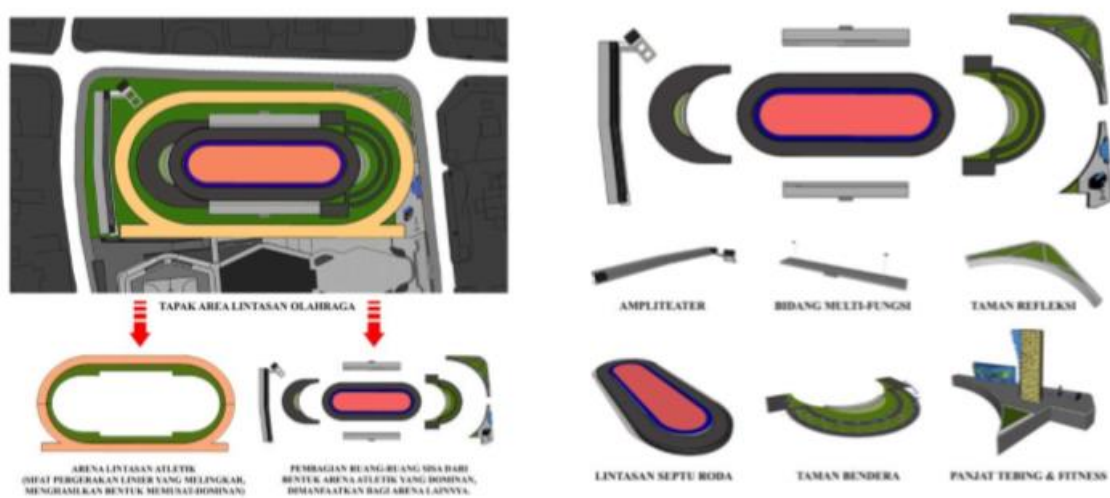 TAPAK AREA LINTASAN OLAHRAGA
ARENA LINTASAN ATLETIK
(SIFAT PERGERAKAN LINIER YANG MELINGKAR,
MENGHASILKAN BENTUK MEMUSAT-DOMINAN)
PEMBAGIAN RUANG-RUANG SISA DARI
BENTUK ARENA ATLETIK YANG DOMINAN,
DIMANFAATKAN BAGI ARENA LAINNYA.
AMPLITEATER
BIDANG MULTI-FUNGSI
TAMAN REFLEKSI
LINTASAN SEPTU RODA
TAMAN BENDERA
PANJAT TEBING & FITNESS